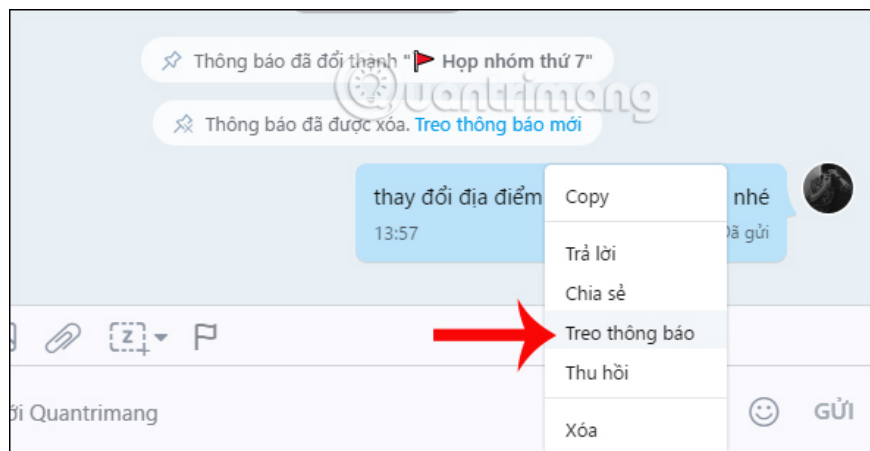 Thông báo đã đổi thành "🚩 Họp nhóm thứ 7"
Quantrimang
Thông báo đã được xóa. Treo thông báo mới
thay đổi địa điểm
nhé
13:57
Đã gửi
Copy
Trả lời
Chia sẻ
Treo thông báo
Thu hồi
Xóa
Z
Quantrimang
GỬI